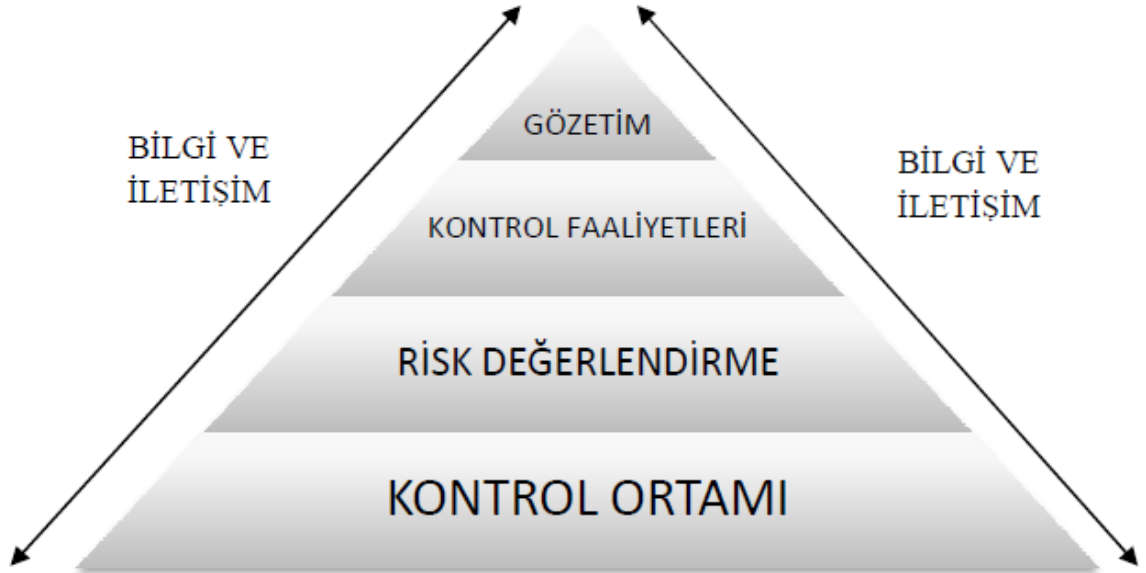 GÖZETİM
BİLGİ VE
İLETİŞİM
BİLGİ VE
İLETİŞİM
KONTROL FAALİYETLERİ
RİSK DEĞERLENDİRME
KONTROL ORTAMI